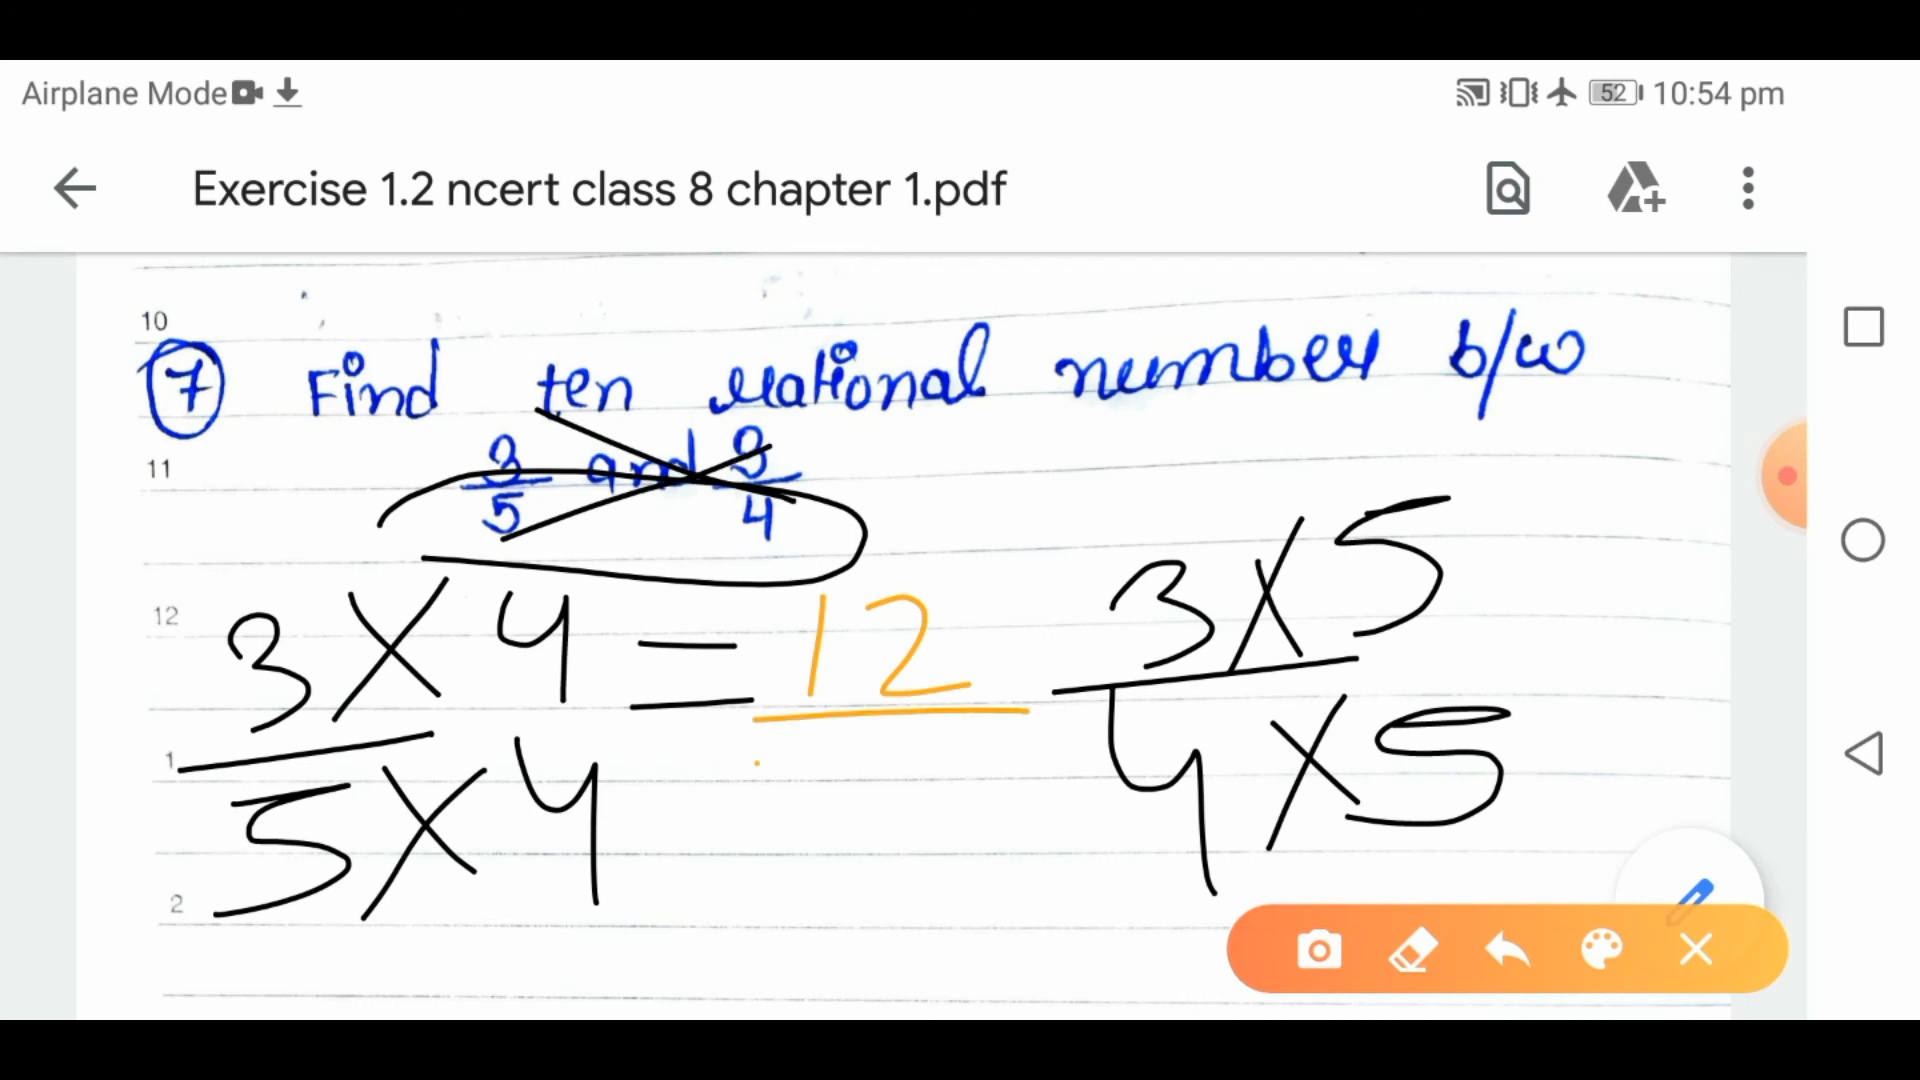 Airplane Mode 52 10:54 pm
Exercise 1.2 ncert class 8 chapter 1.pdf
10
7 Find ten rational number b/w
11
3/5 and 3/4
12
3 X 4 = 12
5 X 4
3 X 5
4 X 5
1
2